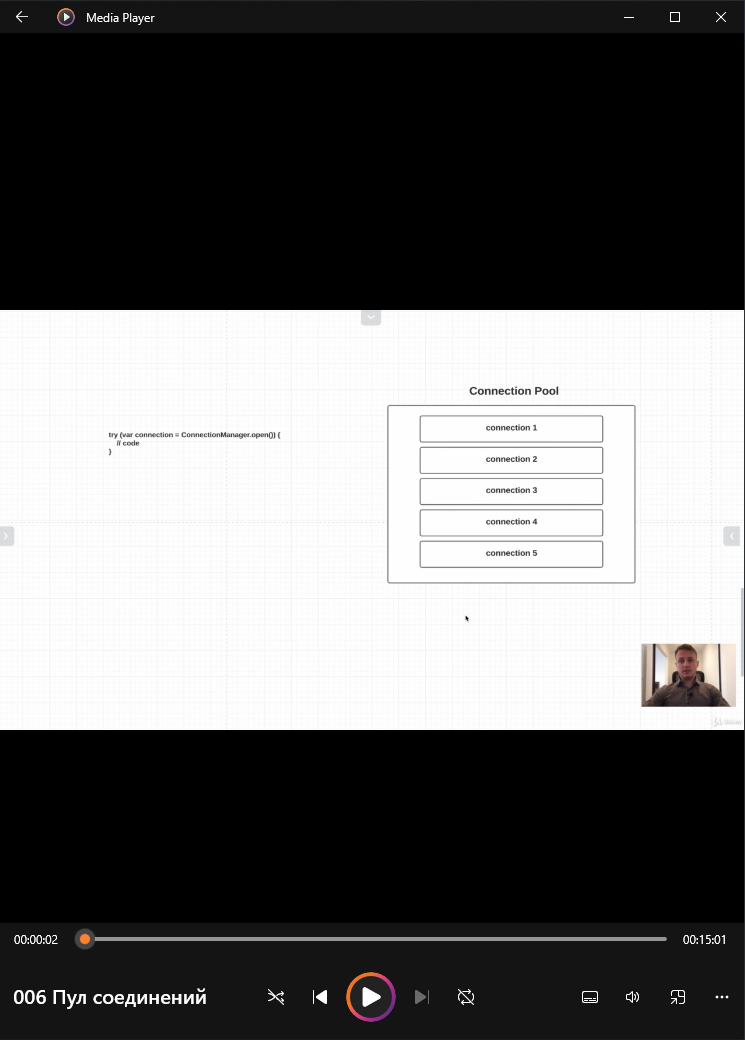 Media Player
Connection Pool
try (var connection = ConnectionManager.open()) {
// code
}
connection 1
connection 2
connection 3
connection 4
connection 5
00:00:02
00:15:01
006 Пул соединений